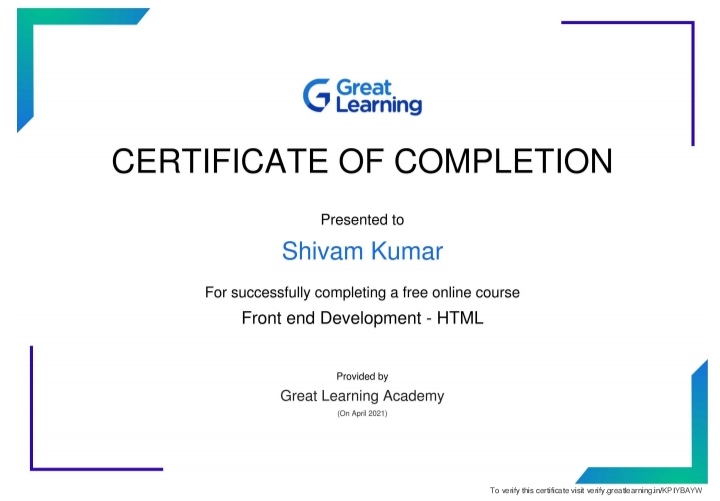 Great
Learning
CERTIFICATE OF COMPLETION
Presented to
Shivam Kumar
For successfully completing a free online course
Front end Development - HTML
Provided by
Great Learning Academy
(On April 2021)
To verify this certificate visit verify.greatlearning.in/KPIYBAYW